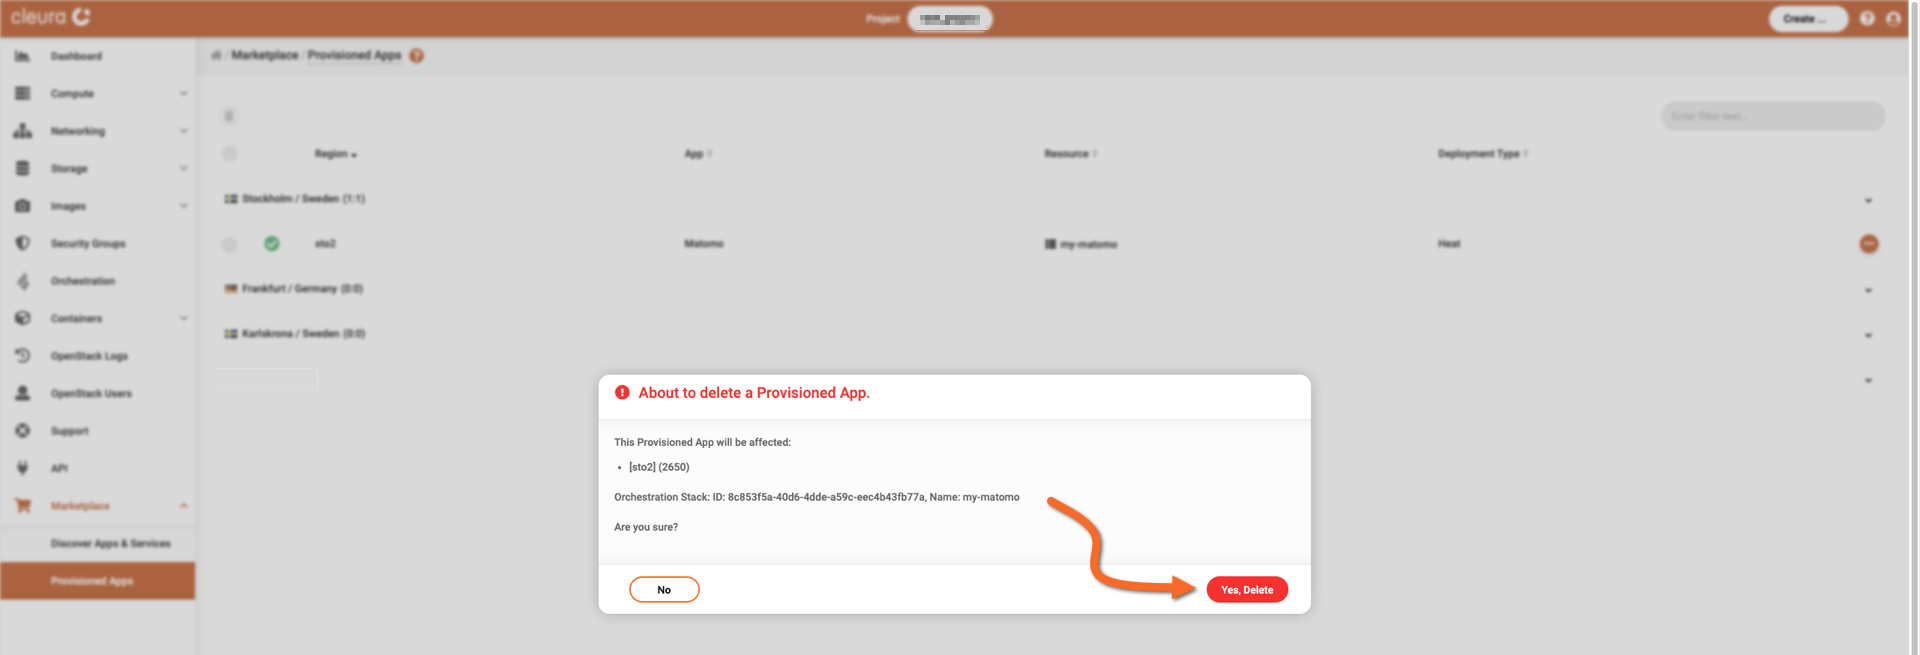 cleura
Project
Create ...
Dashboard
/ Marketplace / Provisioned Apps
Compute
Networking
Enter filter text...
Region
App
Resource
Deployment Type
Storage
Stockholm / Sweden (1:1)
Images
Security Groups
sto2
Matomo
my-matomo
Heat
Orchestration
Frankfurt / Germany (0:0)
Containers
Karlskrona / Sweden (0:0)
OpenStack Logs
OpenStack Users
About to delete a Provisioned App.
Support
This Provisioned App will be affected:
API
• [sto2] (2650)
Orchestration Stack: ID: 8c853f5a-40d6-4dde-a59c-eec4b43fb77a, Name: my-matomo
Marketplace
Are you sure?
Discover Apps & Services
Provisioned Apps
No
Yes, Delete